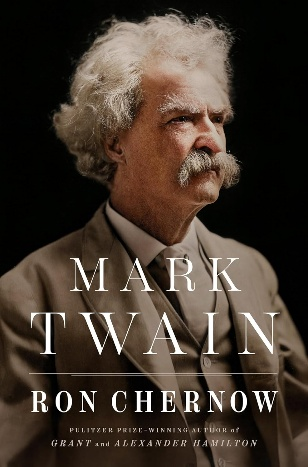 MARK
TWAIN
RON CHERNOW
PULITZER PRIZE–WINNING AUTHOR of
GRANT and ALEXANDER HAMILTON